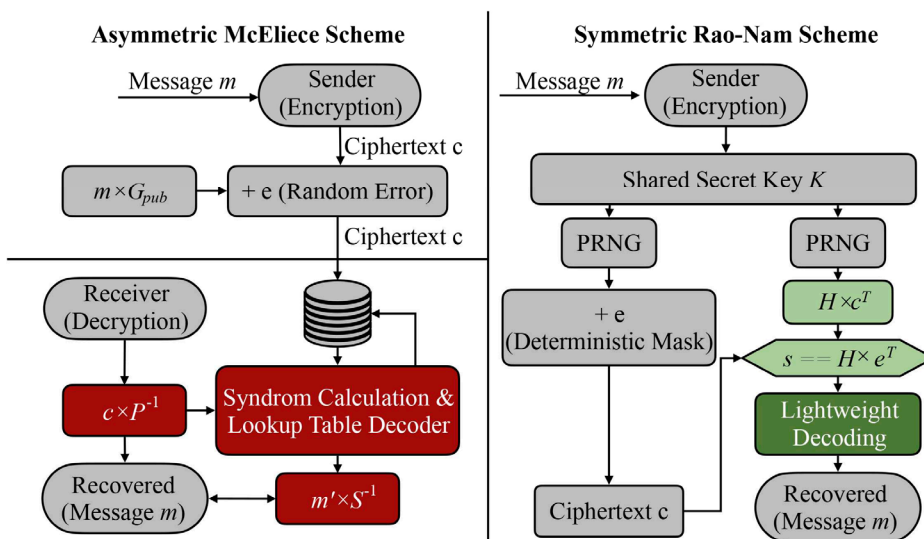 Asymmetric McEliece Scheme
Message m
Sender
(Encryption)
Ciphertext c
m×G_pub
+ e (Random Error)
Ciphertext c
Receiver
(Decryption)
c×P⁻¹
Syndrom Calculation &
Lookup Table Decoder
Recovered
(Message m)
m'×S⁻¹
Symmetric Rao-Nam Scheme
Message m
Sender
(Encryption)
Shared Secret Key K
PRNG
PRNG
+ e
(Deterministic Mask)
H×cᵀ
s == H× eᵀ
Lightweight
Decoding
Ciphertext c
Recovered
(Message m)